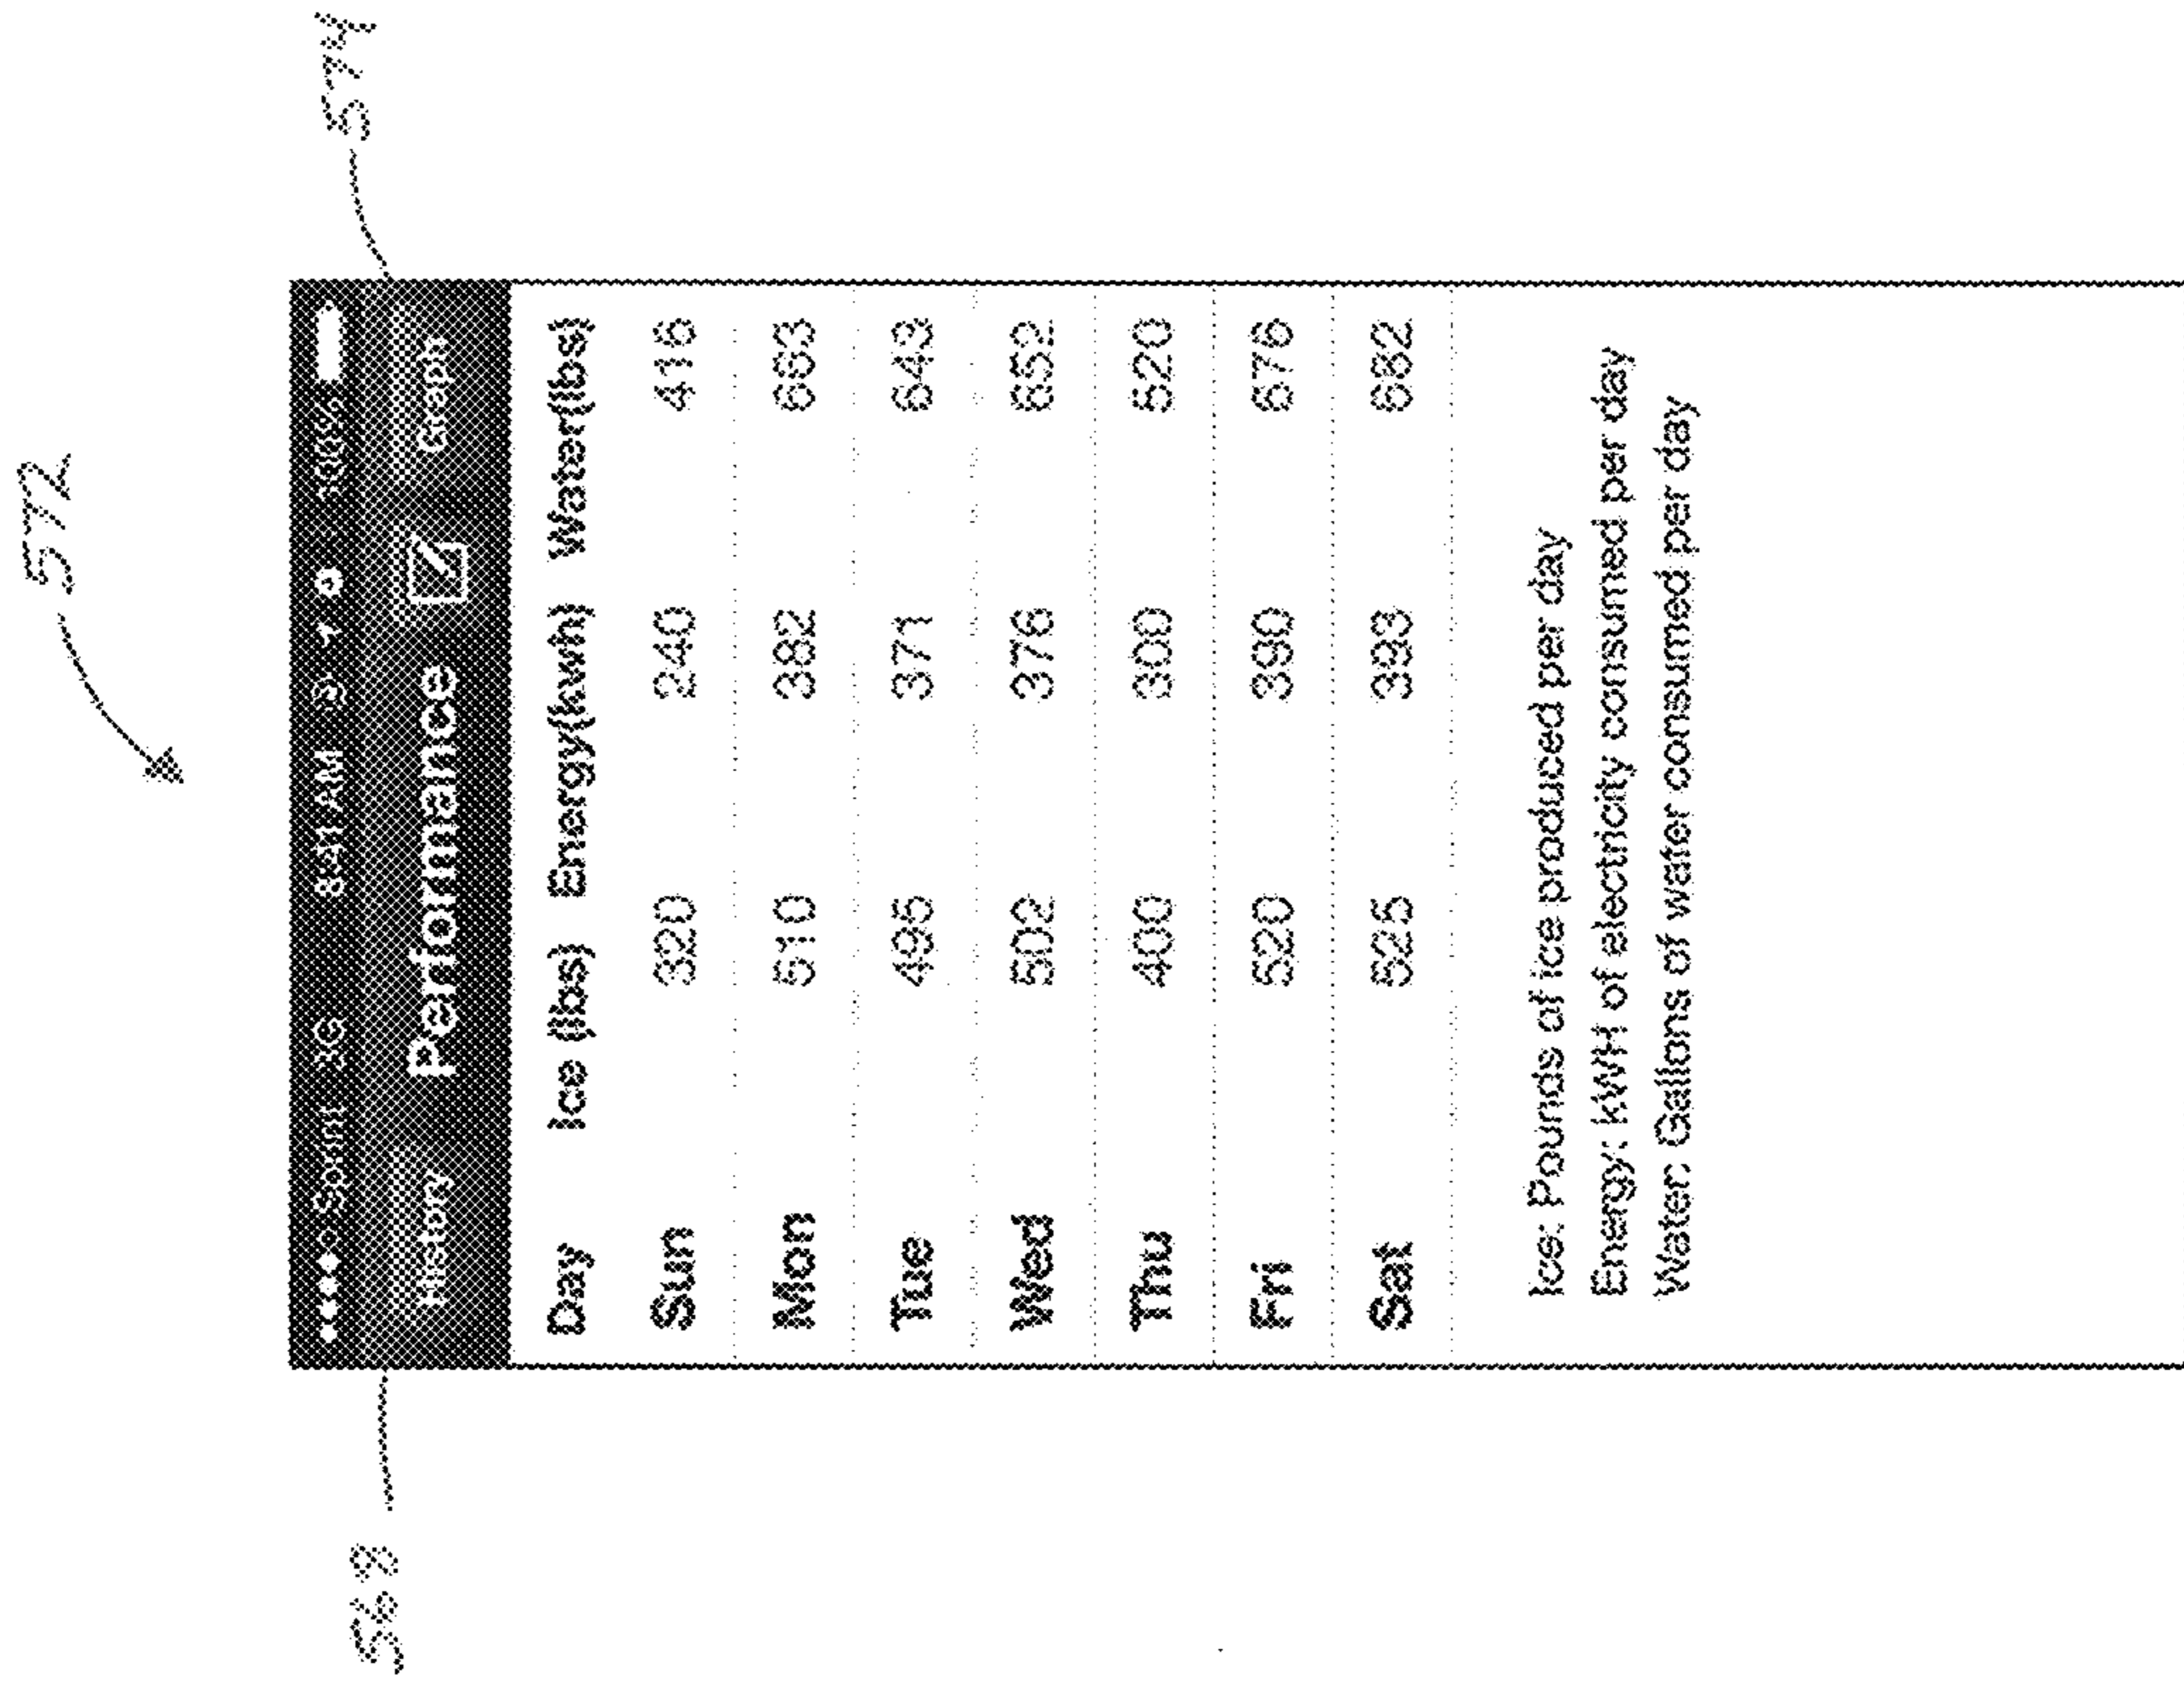 572
574
568
Sprint 3G 8:41 AM 100%
History Performance Graph
Day Ice (lbs) Energy(kwh) Water(lbs)
Sun 320 240 416
Mon 510 382 663
Tue 495 371 643
Wed 502 376 652
Thu 400 300 520
Fri 520 390 676
Sat 525 393 682
Ice: Pounds of ice produced per day
Energy: kWH of electricity consumed per day
Water: Gallons of water consumed per day